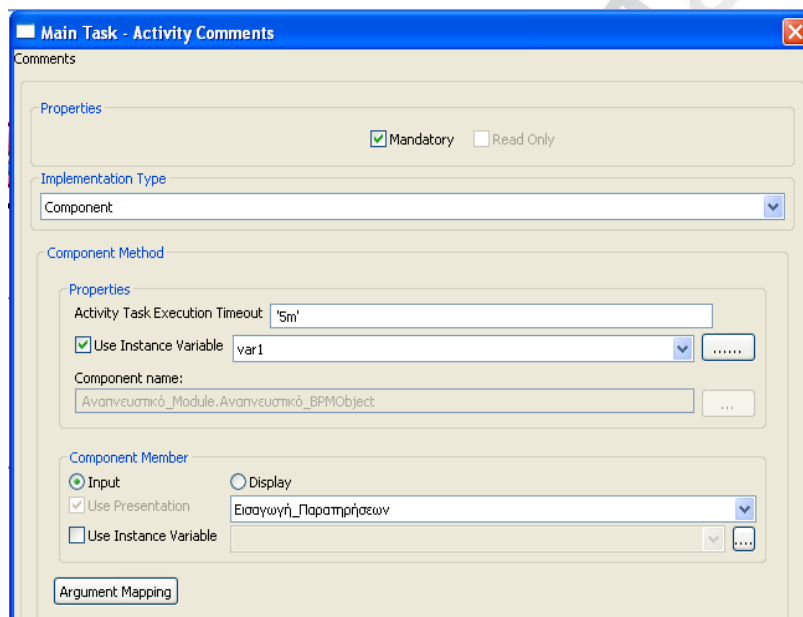 Main Task - Activity Comments
Comments
Properties
Mandatory Read Only
Implementation Type
Component
Component Method
Properties
Activity Task Execution Timeout '5m'
Use Instance Variable var1 ......
Component name:
Αναπνευστικό_Module.Αναπνευστικό_BPMObject ...
Component Member
Input Display
Use Presentation Εισαγωγή_Παρατηρήσεων
Use Instance Variable ....
Argument Mapping